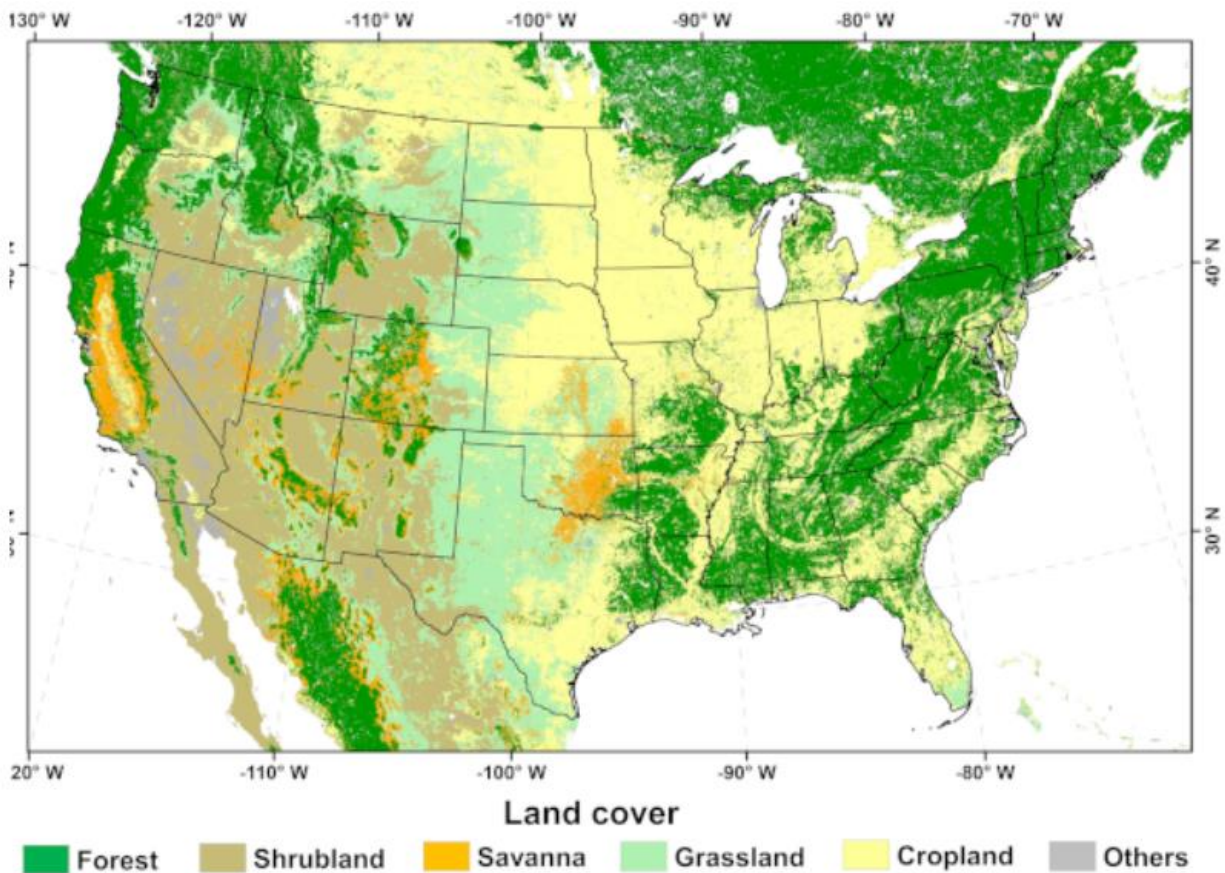 130° W -120° W -110° W -100° W -90° W -80° W -70° W
40° N
30° N
20° W -110° W -100° W -90° W -80° W
Land cover
Forest Shrubland Savanna Grassland Cropland Others